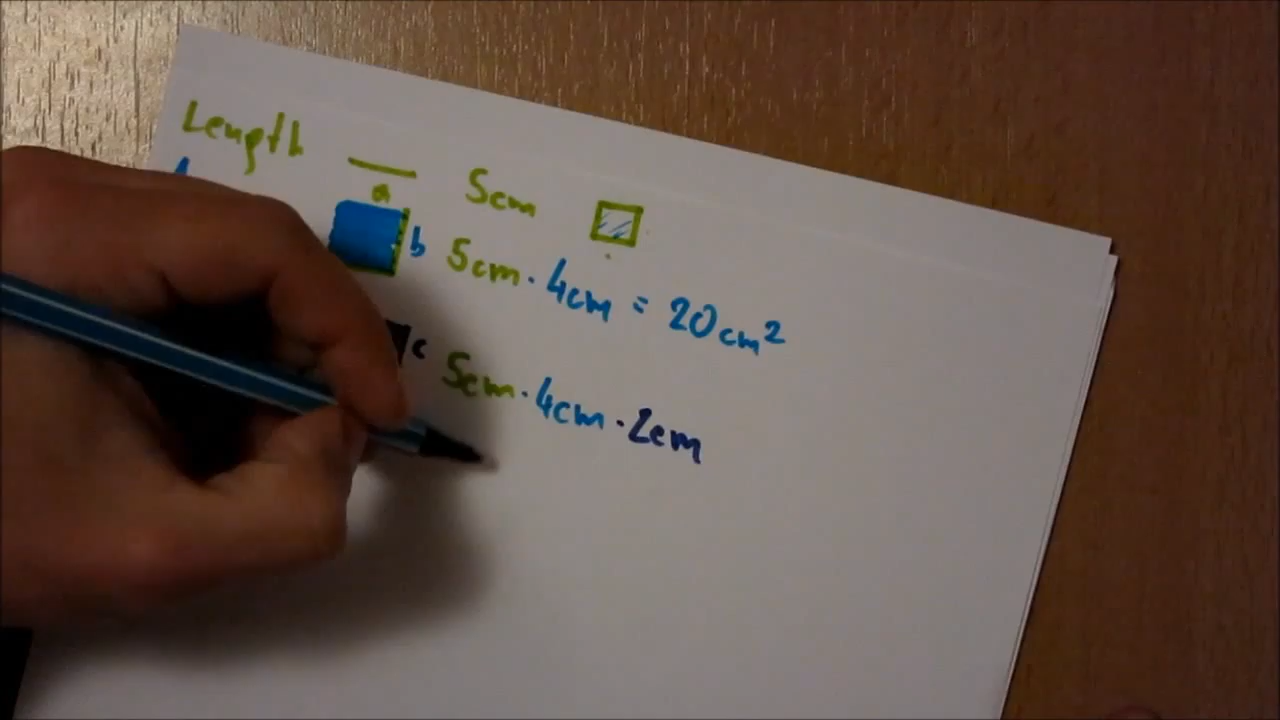 Length a 5cm
b 5cm · 4cm = 20cm²
c 5cm · 4cm · 2cm